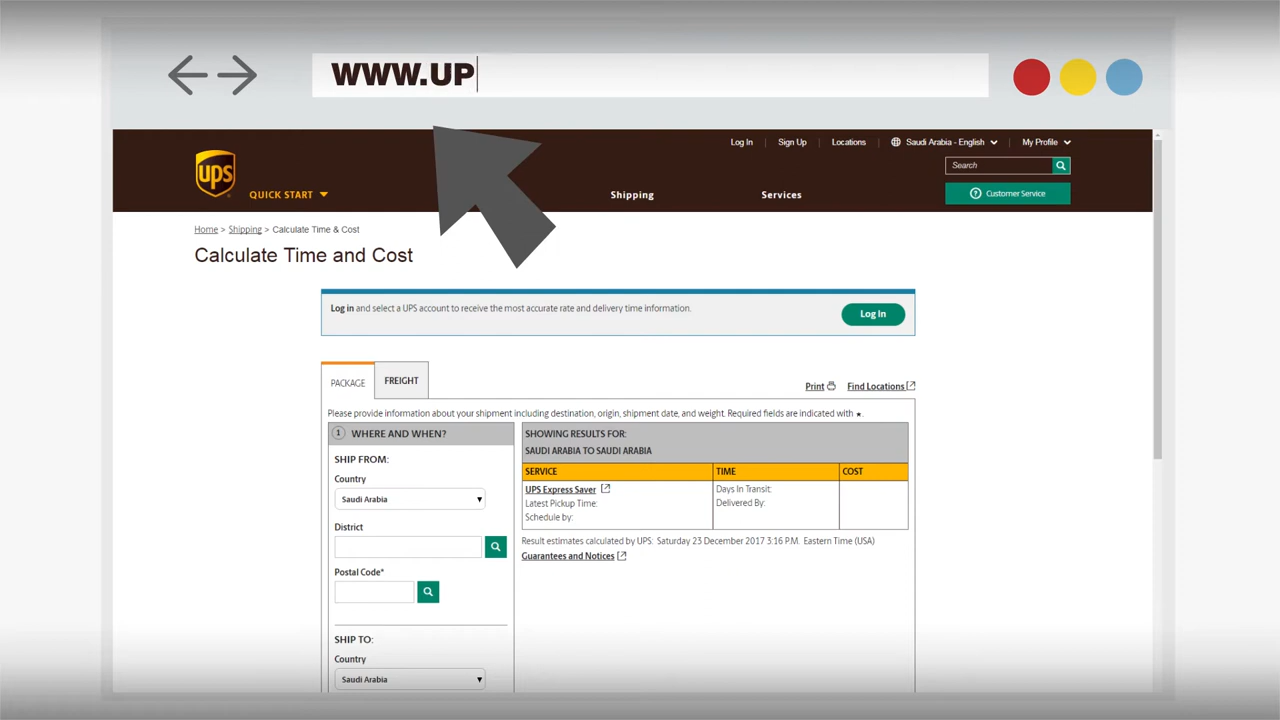 WWW.UP
Log In
Sign Up
Locations
Saudi Arabia - English
My Profile
Search
ups
QUICK START
Shipping
Services
Customer Service
Home > Shipping > Calculate Time & Cost
Calculate Time and Cost
Log in and select a UPS account to receive the most accurate rate and delivery time information.
Log In
PACKAGE
FREIGHT
Print
Find Locations
Please provide information about your shipment including destination, origin, shipment date, and weight. Required fields are indicated with ★.
1 WHERE AND WHEN?
SHIP FROM:
Country
Saudi Arabia
District
Postal Code*
SHIP TO:
Country
Saudi Arabia
SHOWING RESULTS FOR:
SAUDI ARABIA TO SAUDI ARABIA
SERVICE
TIME
COST
UPS Express Saver
Latest Pickup Time:
Schedule by:
Days In Transit:
Delivered By:
Result estimates calculated by UPS: Saturday 23 December 2017 3:16 P.M. Eastern Time (USA)
Guarantees and Notices